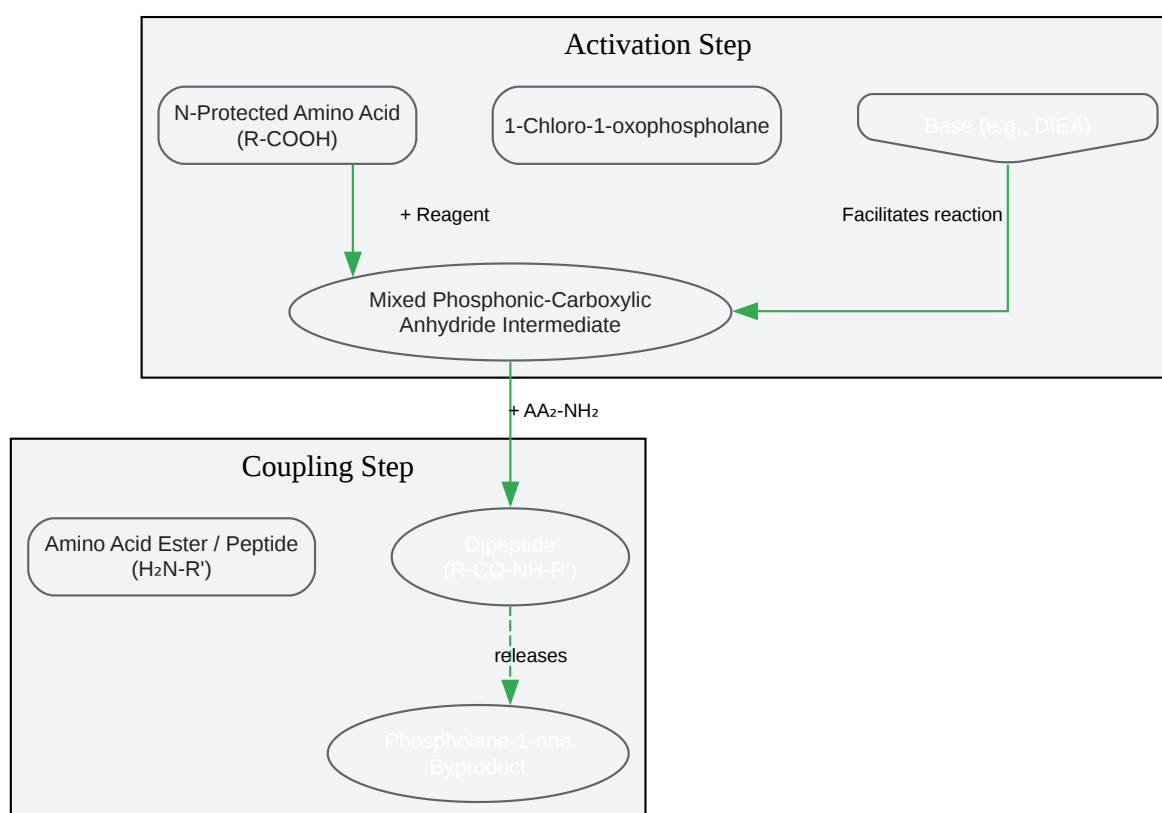 Activation Step
N-Protected Amino Acid
(R-COOH)
1-Chloro-1-oxophospholane
Base (e.g., DIEA)
+ Reagent
Facilitates reaction
Mixed Phosphonic-Carboxylic
Anhydride Intermediate
+ AA₂-NH₂
Coupling Step
Amino Acid Ester / Peptide
(H₂N-R')
Dipeptide
(R-CO-NH-R')
releases
Phospholane-1-one
Byproduct